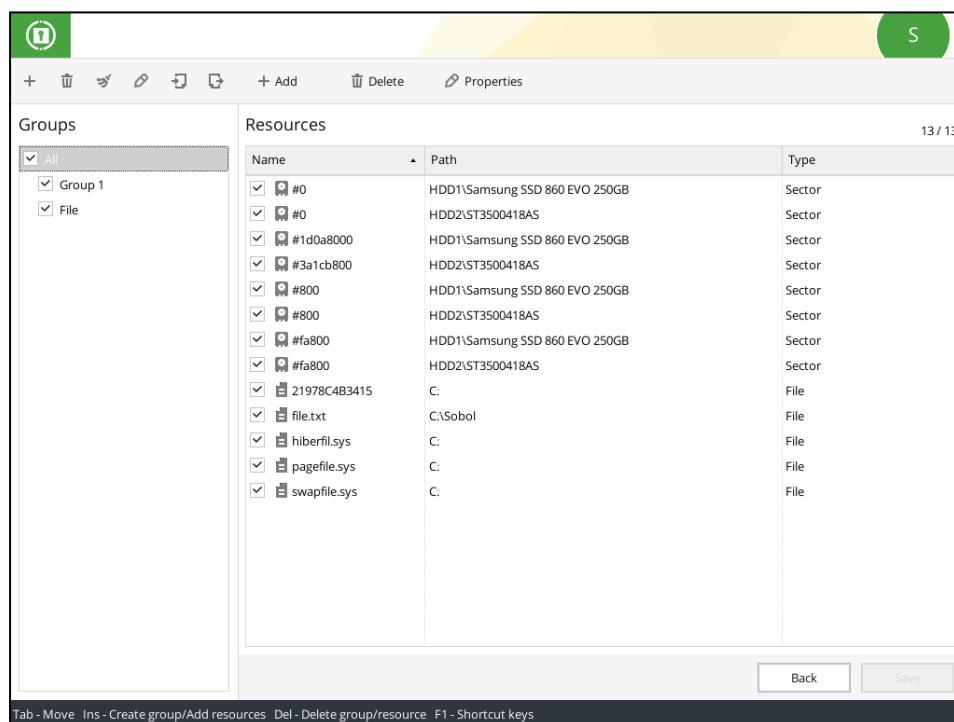 S
+ Add Delete Properties
Groups
Resources
13 / 13
All
Group 1
File
Name Path Type
#0 HDD1\Samsung SSD 860 EVO 250GB Sector
#0 HDD2\ST3500418AS Sector
#1d0a8000 HDD1\Samsung SSD 860 EVO 250GB Sector
#3a1cb800 HDD2\ST3500418AS Sector
#800 HDD1\Samsung SSD 860 EVO 250GB Sector
#800 HDD2\ST3500418AS Sector
#fa800 HDD1\Samsung SSD 860 EVO 250GB Sector
#fa800 HDD2\ST3500418AS Sector
21978C4B3415 C: File
file.txt C:\Sobol File
hiberfil.sys C: File
pagefile.sys C: File
swapfile.sys C: File
Back Save
Tab - Move Ins - Create group/Add resources Del - Delete group/resource F1 - Shortcut keys